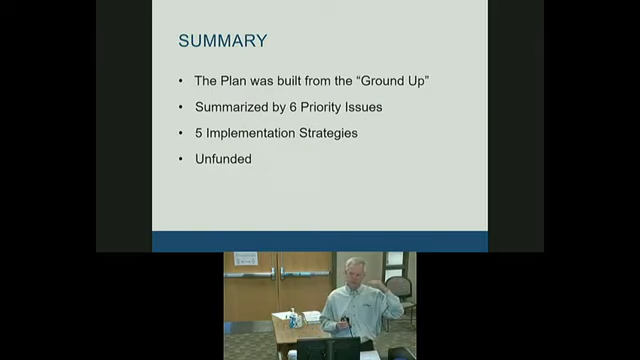 SUMMARY
• The Plan was built from the “Ground Up”
• Summarized by 6 Priority Issues
• 5 Implementation Strategies
• Unfunded